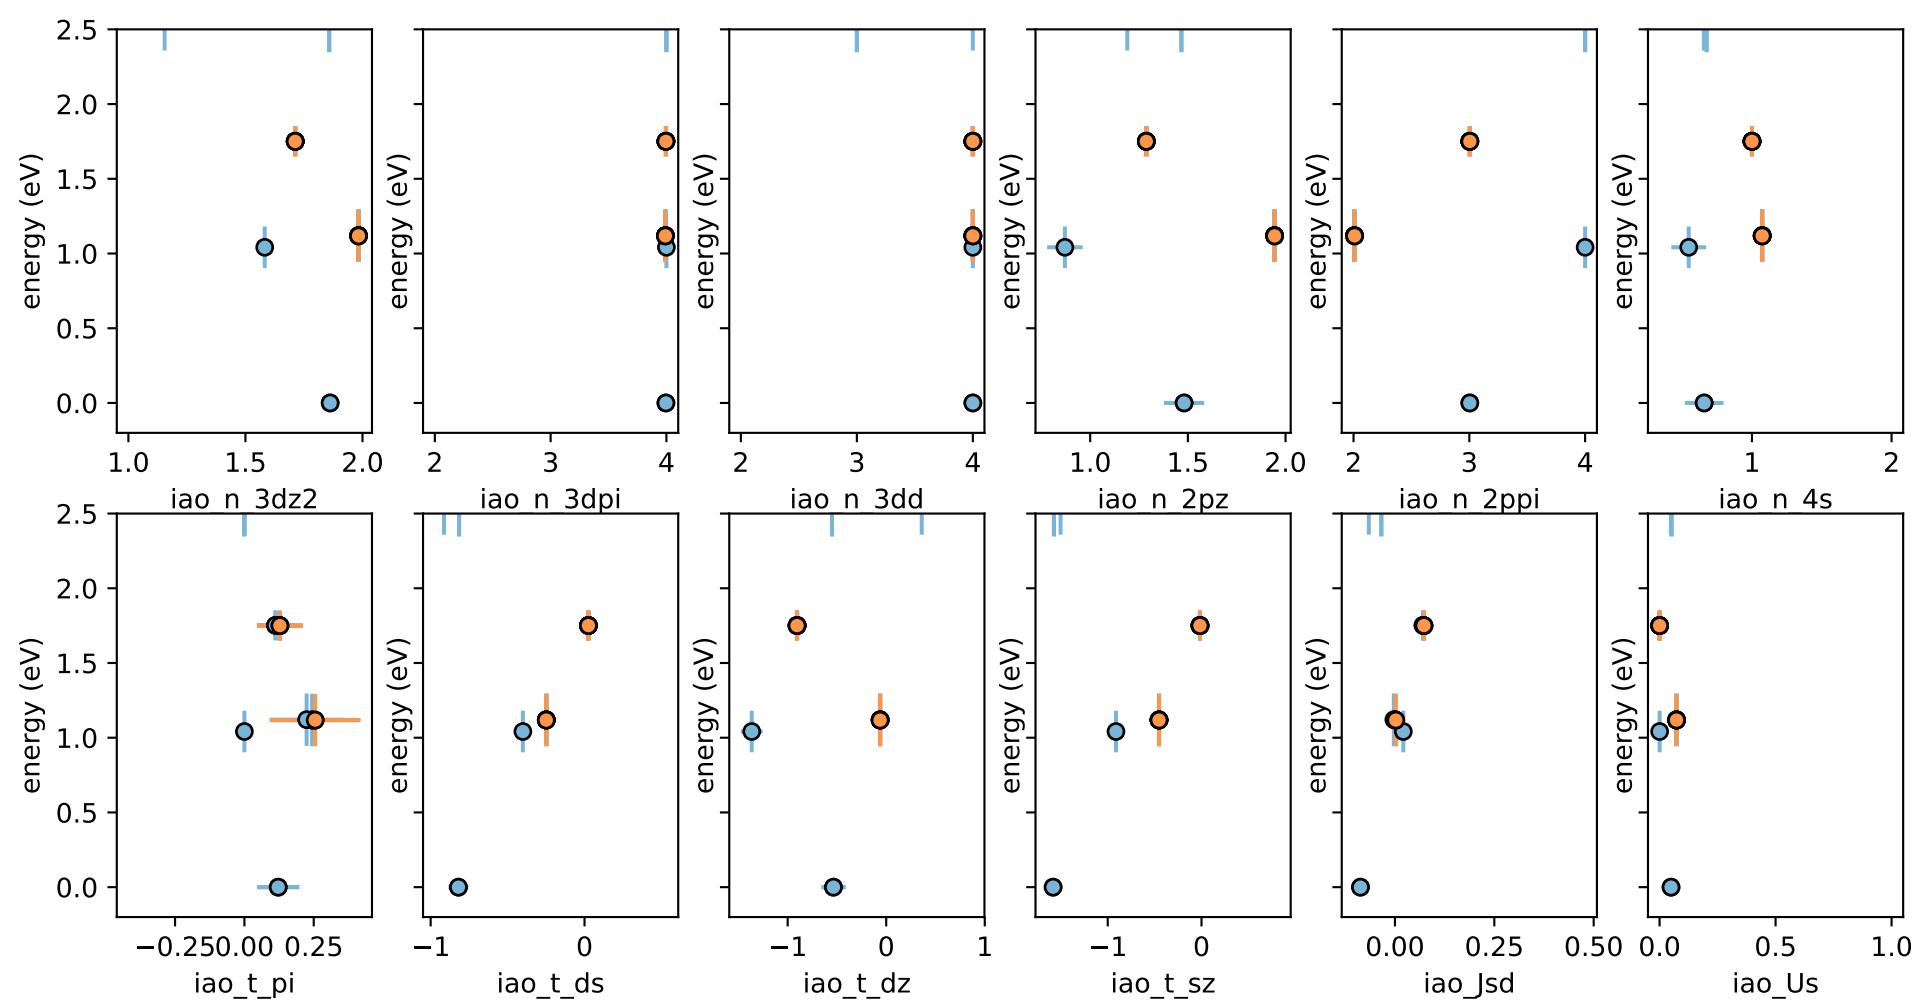 2.5
2.0
1.5
1.0
0.5
0.0
energy (eV)
1.0 1.5 2.0
iao_n_3dz2
energy (eV)
2 3 4
iao_n_3dpi
energy (eV)
2 3 4
iao_n_3dd
energy (eV)
1.0 1.5 2.0
iao_n_2pz
energy (eV)
2 3 4
iao_n_2ppi
energy (eV)
1 2
iao_n_4s
2.5
2.0
1.5
1.0
0.5
0.0
energy (eV)
−0.25 0.00 0.25
iao_t_pi
energy (eV)
−1 0
iao_t_ds
energy (eV)
−1 0 1
iao_t_dz
energy (eV)
−1 0
iao_t_sz
energy (eV)
0.00 0.25 0.50
iao_Jsd
energy (eV)
0.0 0.5 1.0
iao_Us